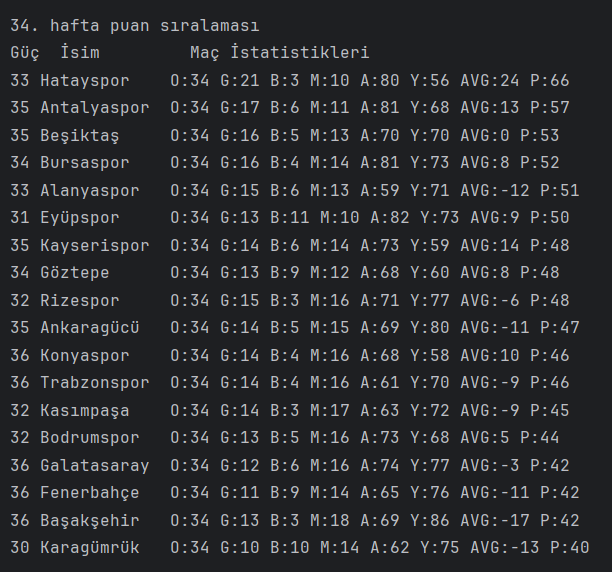 34. hafta puan sıralaması
Güç İsim Maç İstatistikleri
33 Hatayspor O:34 G:21 B:3 M:10 A:80 Y:56 AVG:24 P:66
35 Antalyaspor O:34 G:17 B:6 M:11 A:81 Y:68 AVG:13 P:57
35 Beşiktaş O:34 G:16 B:5 M:13 A:70 Y:70 AVG:0 P:53
34 Bursaspor O:34 G:16 B:4 M:14 A:81 Y:73 AVG:8 P:52
33 Alanyaspor O:34 G:15 B:6 M:13 A:59 Y:71 AVG:-12 P:51
31 Eyüpspor O:34 G:13 B:11 M:10 A:82 Y:73 AVG:9 P:50
35 Kayserispor O:34 G:14 B:6 M:14 A:73 Y:59 AVG:14 P:48
34 Göztepe O:34 G:13 B:9 M:12 A:68 Y:60 AVG:8 P:48
32 Rizespor O:34 G:15 B:3 M:16 A:71 Y:77 AVG:-6 P:48
35 Ankaragücü O:34 G:14 B:5 M:15 A:69 Y:80 AVG:-11 P:47
36 Konyaspor O:34 G:14 B:4 M:16 A:68 Y:58 AVG:10 P:46
36 Trabzonspor O:34 G:14 B:4 M:16 A:61 Y:70 AVG:-9 P:46
32 Kasımpaşa O:34 G:14 B:3 M:17 A:63 Y:72 AVG:-9 P:45
32 Bodrumspor O:34 G:13 B:5 M:16 A:73 Y:68 AVG:5 P:44
36 Galatasaray O:34 G:12 B:6 M:16 A:74 Y:77 AVG:-3 P:42
36 Fenerbahçe O:34 G:11 B:9 M:14 A:65 Y:76 AVG:-11 P:42
36 Başakşehir O:34 G:13 B:3 M:18 A:69 Y:86 AVG:-17 P:42
30 Karagümrük O:34 G:10 B:10 M:14 A:62 Y:75 AVG:-13 P:40